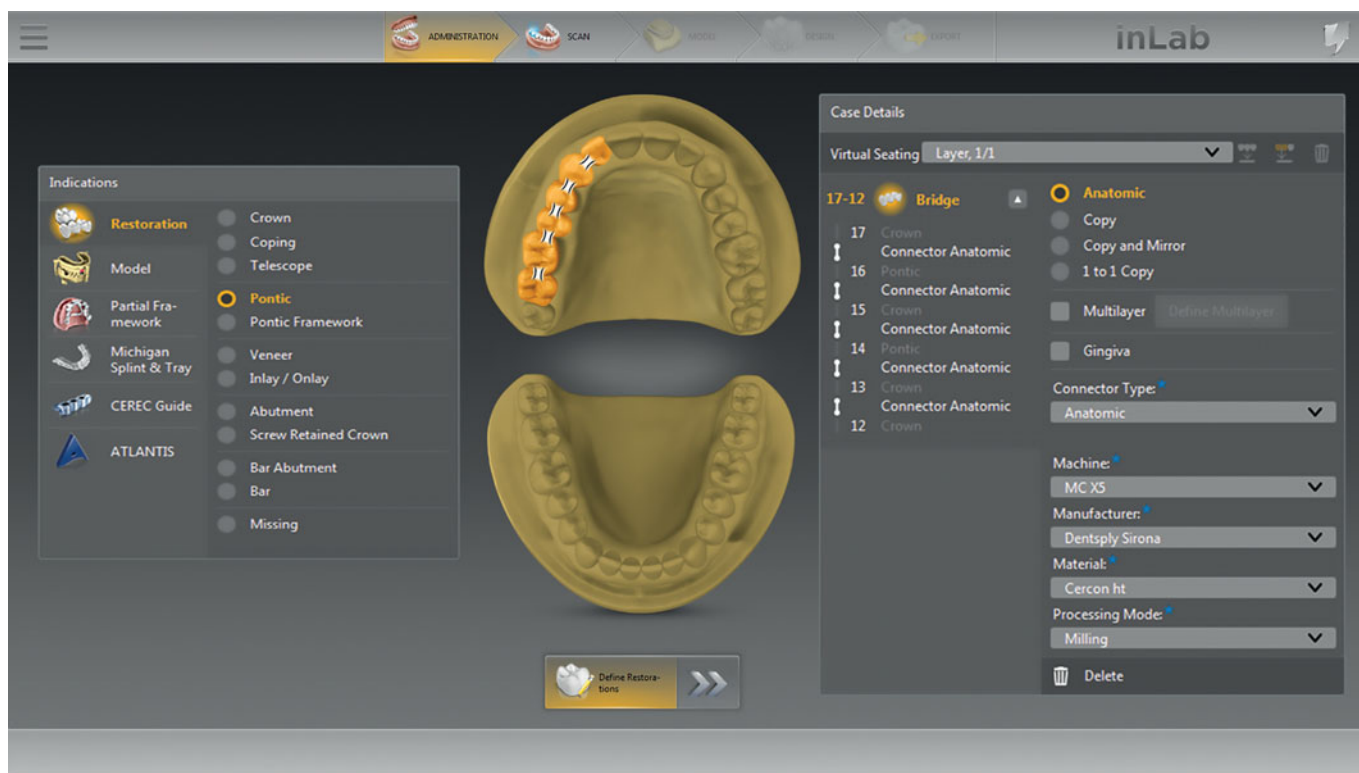 ADMINISTRATION
SCAN
MODEL
DESIGN
EXPORT
inLab
Indications
Restoration
Model
Partial Fra-
mework
Michigan
Splint & Tray
CEREC Guide
ATLANTIS
Crown
Coping
Telescope
Pontic
Pontic Framework
Veneer
Inlay / Onlay
Abutment
Screw Retained Crown
Bar Abutment
Bar
Missing
Define Restora-
tions
Case Details
Virtual Seating Layer, 1/1
17-12 Bridge
17 Crown
Connector Anatomic
16 Pontic
Connector Anatomic
15 Crown
Connector Anatomic
14 Pontic
Connector Anatomic
13 Crown
Connector Anatomic
12 Crown
Anatomic
Copy
Copy and Mirror
1 to 1 Copy
Multilayer Define Multilayer
Gingiva
Connector Type:
Anatomic
Machine:
MC X5
Manufacturer:
Dentsply Sirona
Material:
Cercon ht
Processing Mode:
Milling
Delete